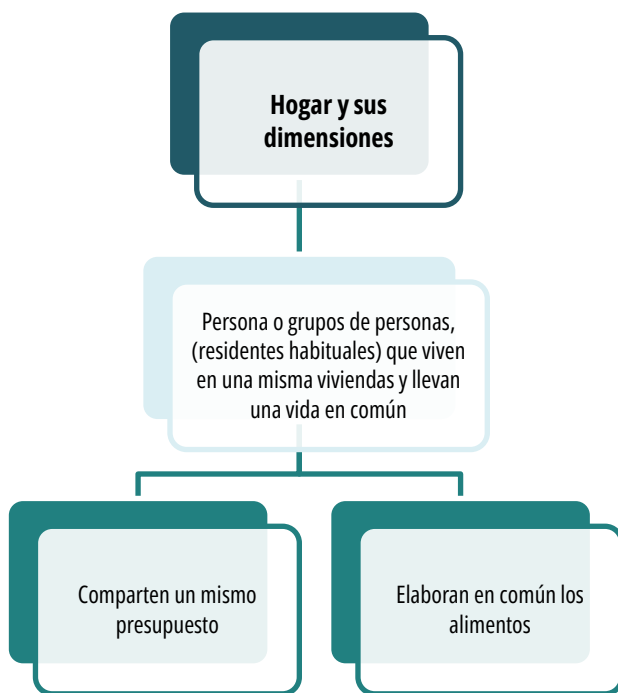 Hogar y sus
dimensiones
Persona o grupos de personas,
(residentes habituales) que viven
en una misma viviendas y llevan
una vida en común
Comparten un mismo
presupuesto
Elaboran en común los
alimentos